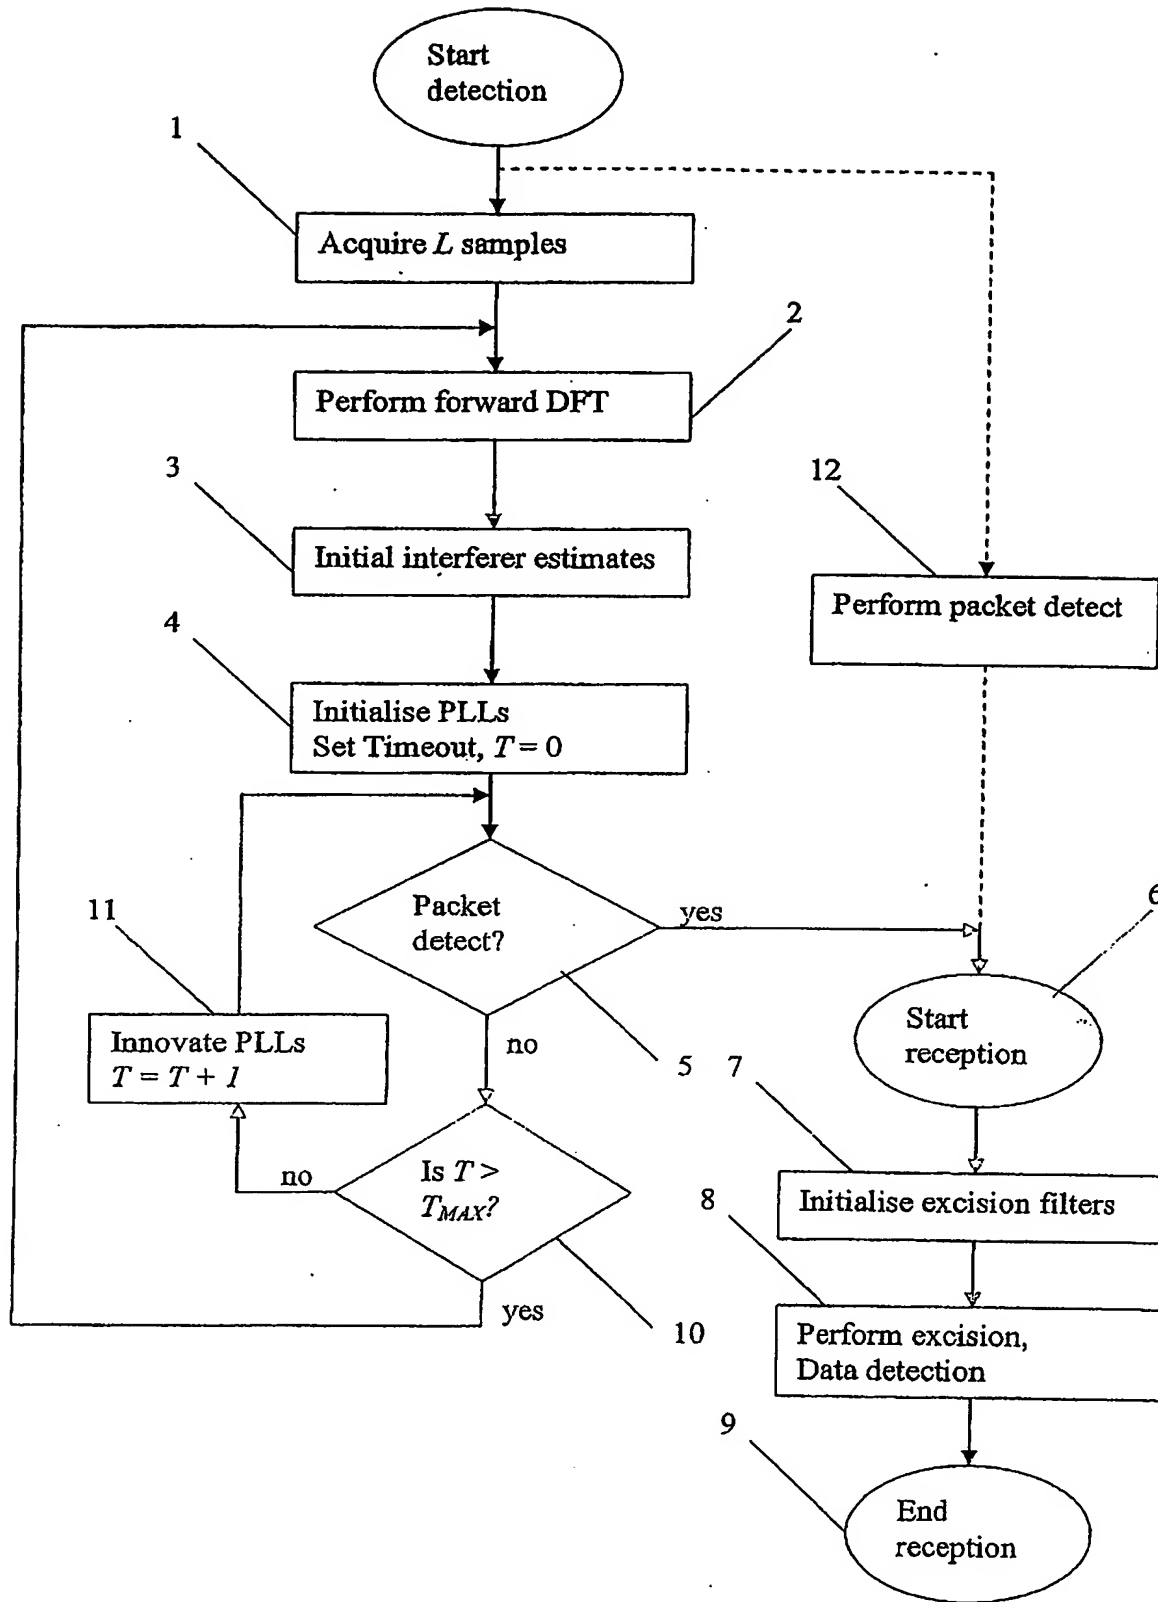 Start
detection
1
Acquire L samples
2
Perform forward DFT
3
12
Initial interferer estimates
Perform packet detect
4
Initialise PLLs
Set Timeout, T = 0
Packet
detect?
yes
6
11
Start
reception
Innovate PLLs
T = T + 1
no
5
7
Is T >
TMAX?
no
8
Initialise excision filters
yes
10
Perform excision,
Data detection
9
End
reception